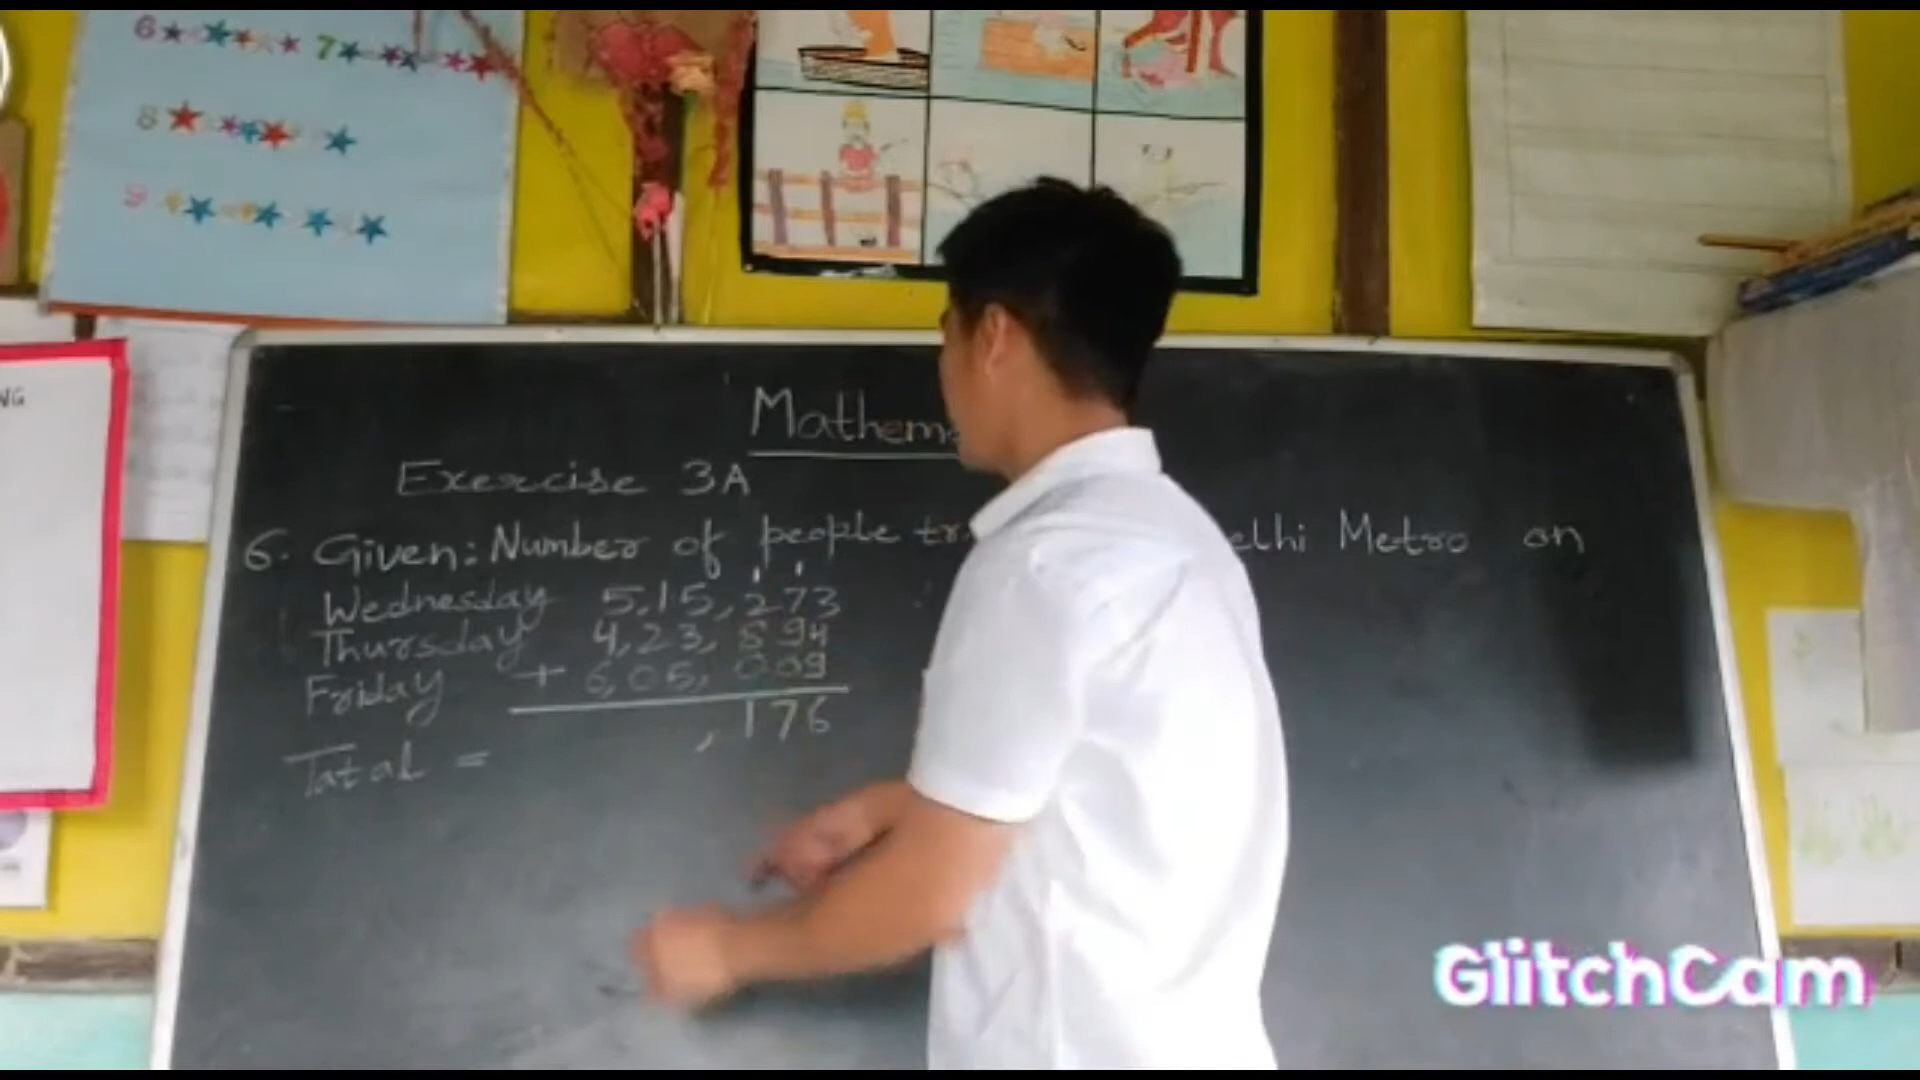 6 7
8
9
NG
Mathema
Exercise 3A
6. Given: Number of people tr elhi Metro on
Wednesday 5,15,273
Thursday 4,23,894
Friday + 6,05,009
,176
Total =
GlitchCam